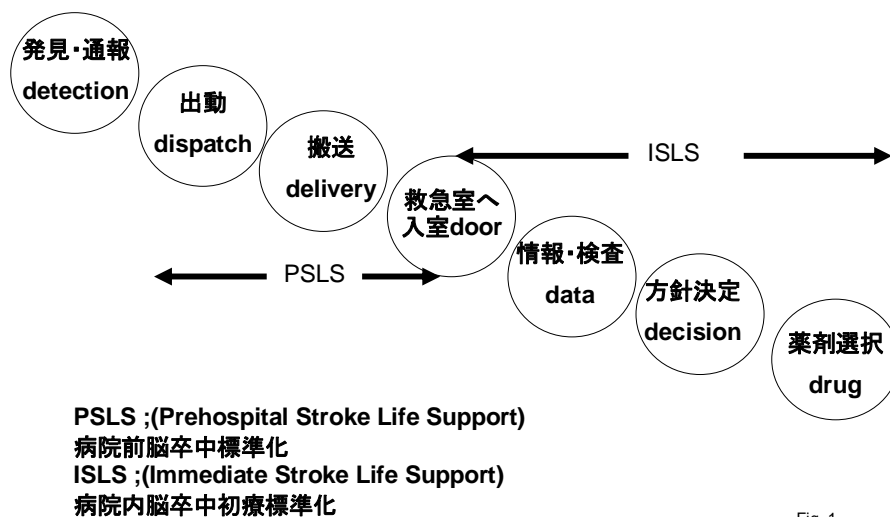 発見・通報
detection
出動
dispatch
搬送
delivery
救急室へ
入室door
ISLS
PSLS
情報・検査
data
方針決定
decision
薬剤選択
drug
PSLS ;(Prehospital Stroke Life Support)
病院前脳卒中標準化
ISLS ;(Immediate Stroke Life Support)
病院内脳卒中初療標準化